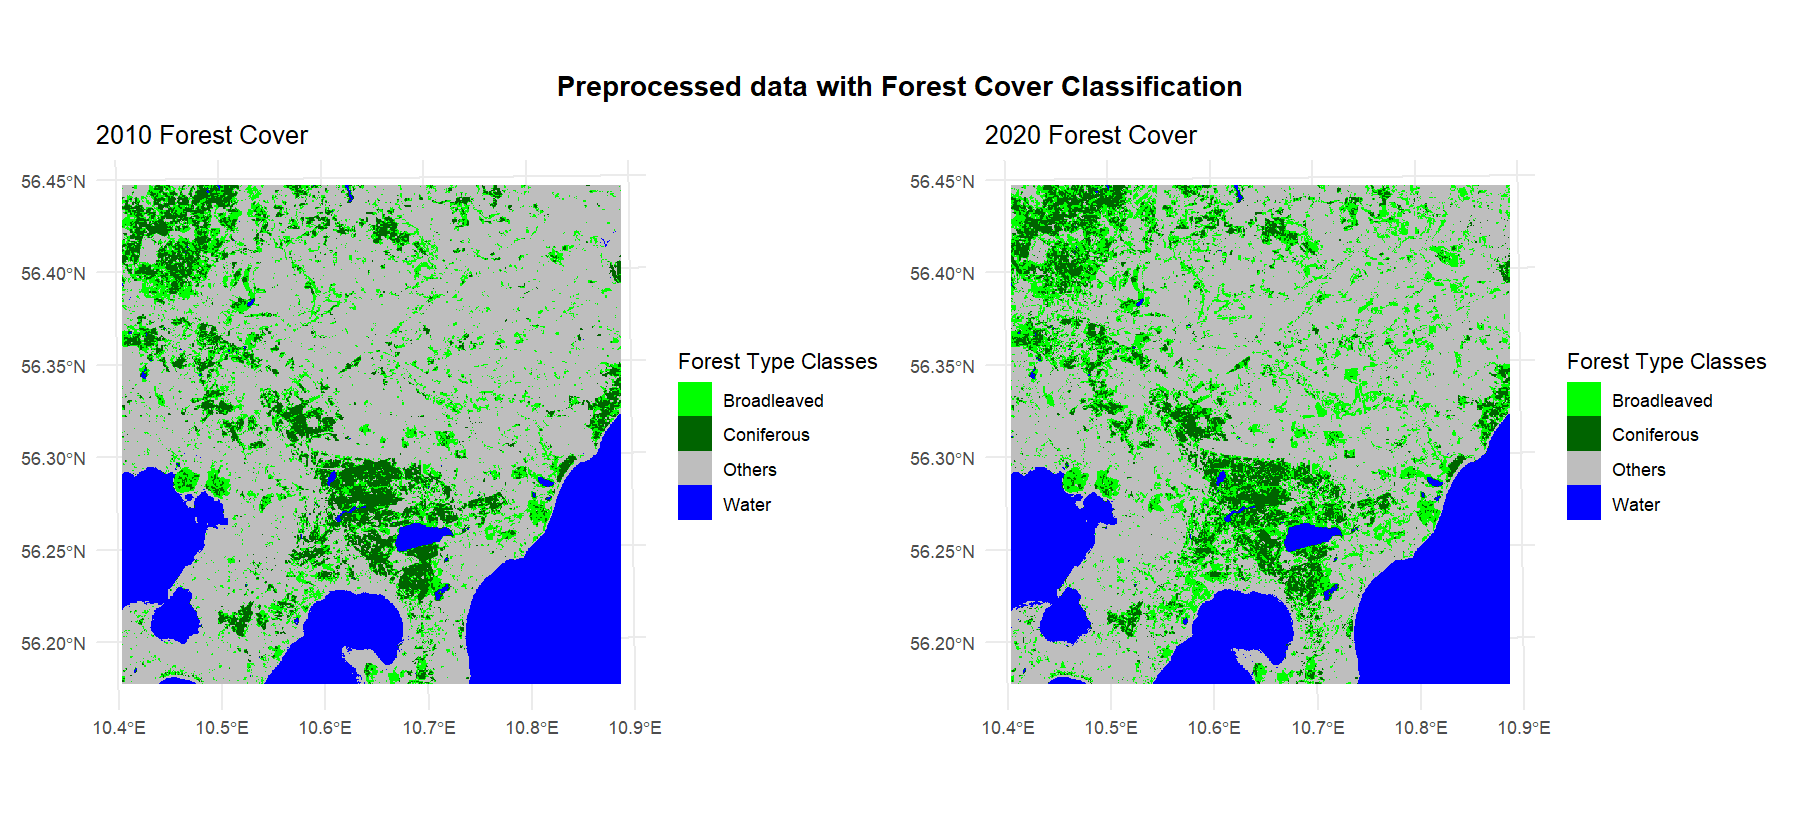 Preprocessed data with Forest Cover Classification
2010 Forest Cover
56.45°N
56.40°N
56.35°N
56.30°N
56.25°N
56.20°N
10.4°E 10.5°E 10.6°E 10.7°E 10.8°E 10.9°E
Forest Type Classes
Broadleaved
Coniferous
Others
Water
2020 Forest Cover
56.45°N
56.40°N
56.35°N
56.30°N
56.25°N
56.20°N
10.4°E 10.5°E 10.6°E 10.7°E 10.8°E 10.9°E
Forest Type Classes
Broadleaved
Coniferous
Others
Water